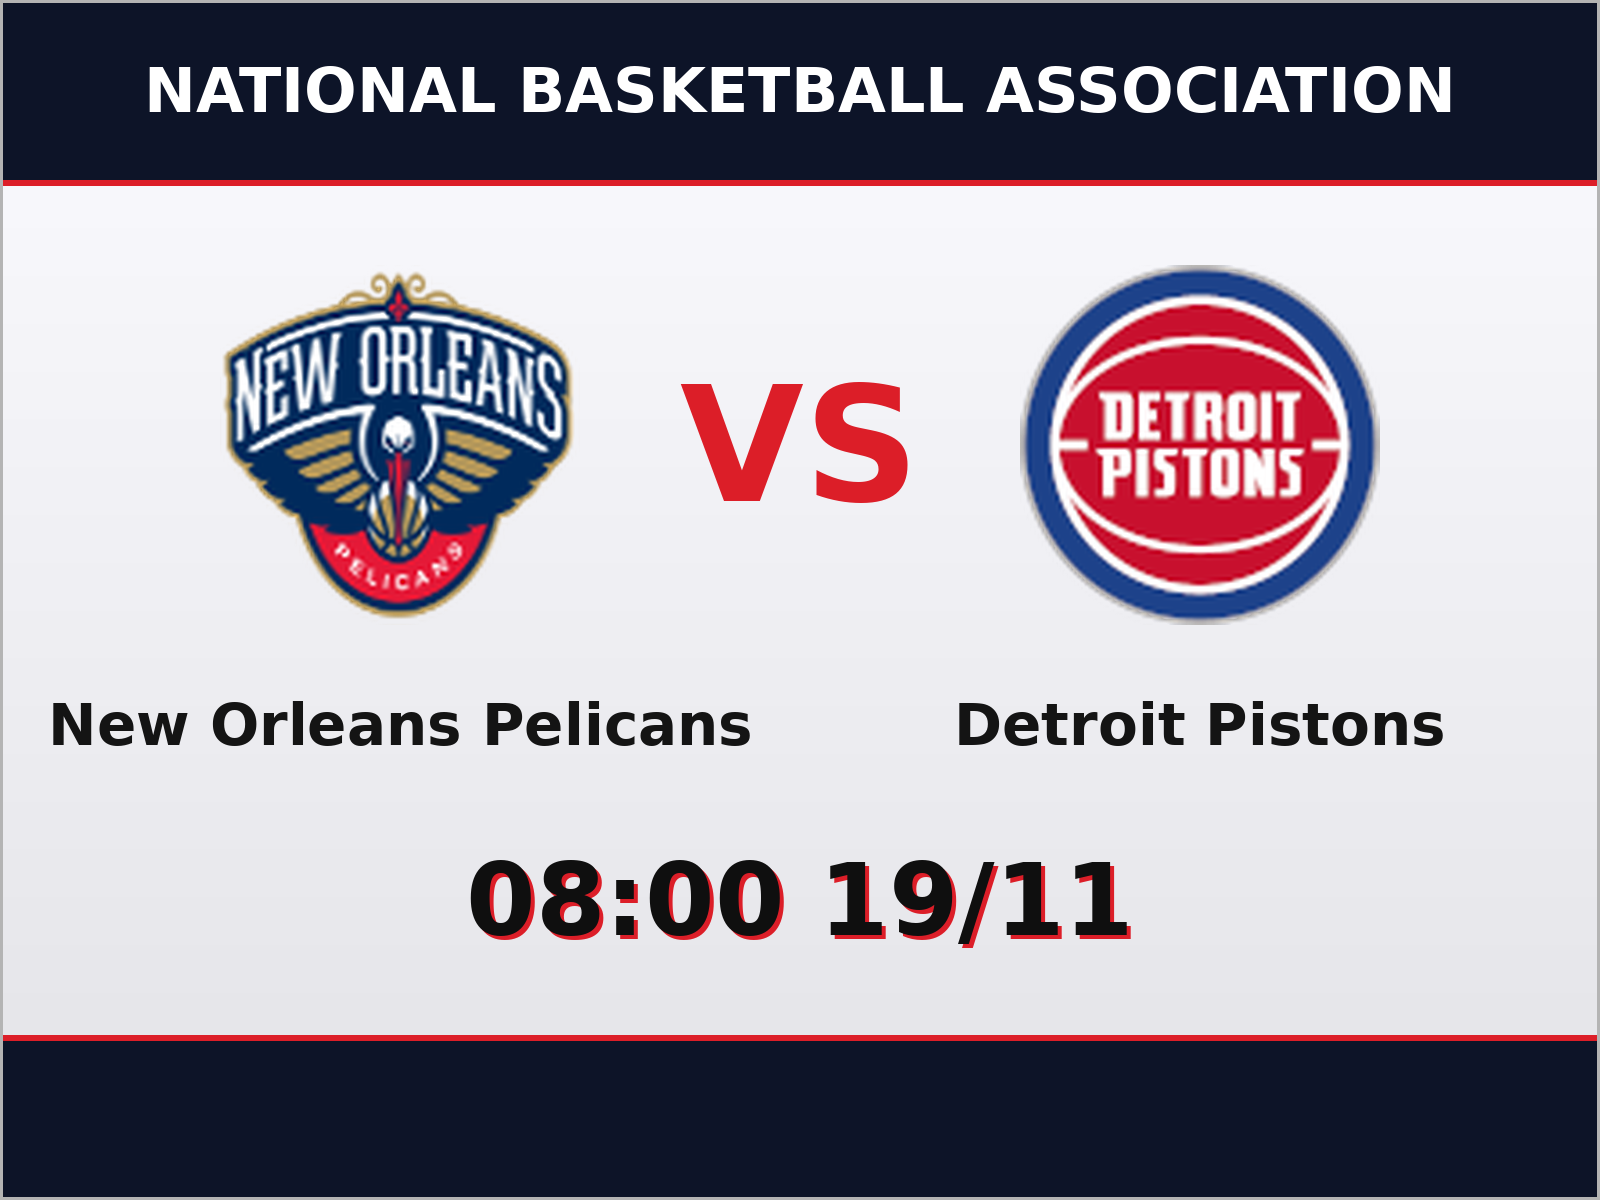 NATIONAL BASKETBALL ASSOCIATION
NEW ORLEANS
PELICANS
VS
DETROIT
PISTONS
New Orleans Pelicans
Detroit Pistons
08:00 19/11